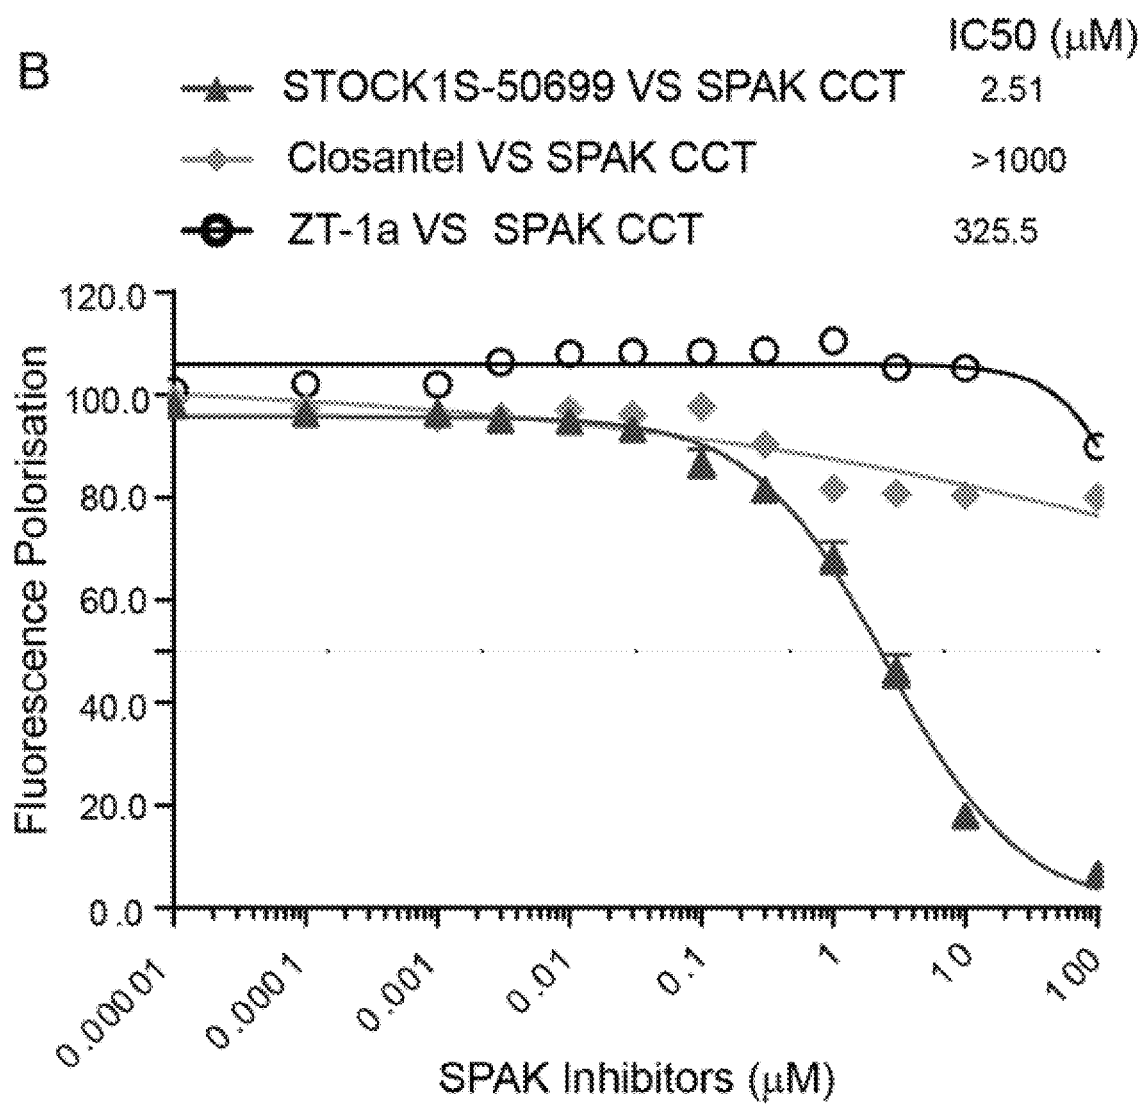 IC50 (μM)
B
STOCK1S-50699 VS SPAK CCT 2.51
Closantel VS SPAK CCT >1000
ZT-1a VS SPAK CCT 325.5
120.0
100.0
80.0
60.0
40.0
20.0
0.0
Fluorescence Polorisation
0.00001 0.0001 0.001 0.01 0.1 1 10 100
SPAK Inhibitors (μM)